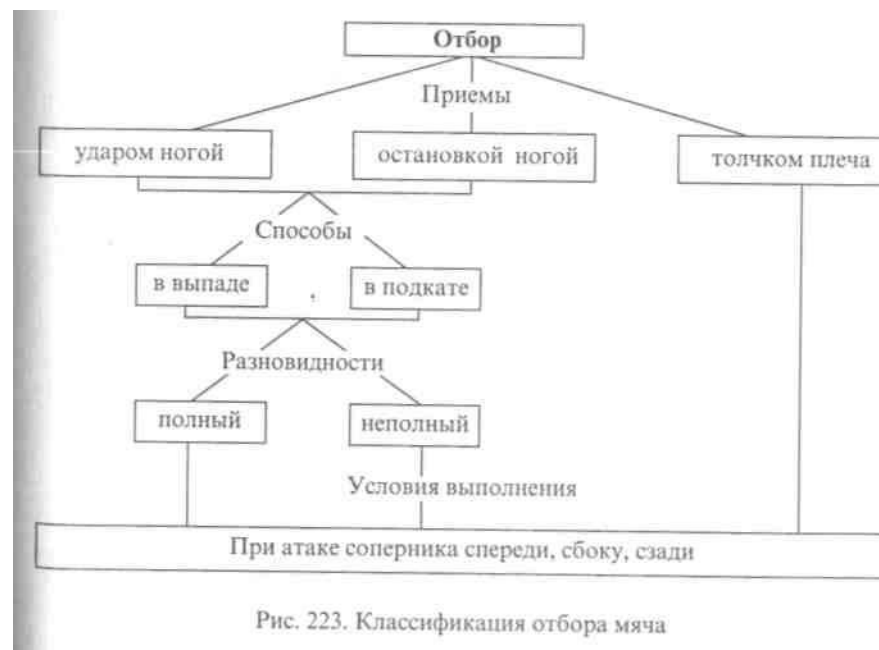 Отбор
Приемы
ударом ногой остановкой ногой толчком плеча
Способы
в выпаде в подкате
Разновидности
полный неполный
Условия выполнения
При атаке соперника спереди, сбоку, сзади
Рис. 223. Классификация отбора мяча